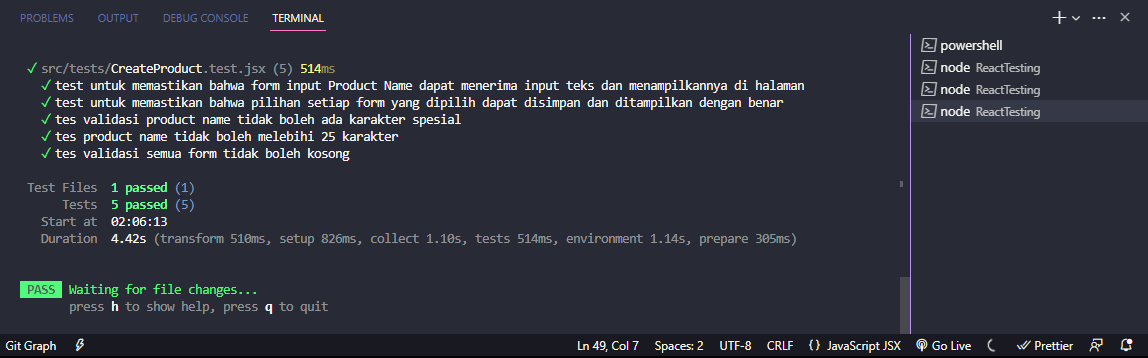 PROBLEMS OUTPUT DEBUG CONSOLE TERMINAL
✓ src/tests/CreateProduct.test.jsx (5) 514ms
✓ test untuk memastikan bahwa form input Product Name dapat menerima input teks dan menampilkannya di halaman
✓ test untuk memastikan bahwa pilihan setiap form yang dipilih dapat disimpan dan ditampilkan dengan benar
✓ tes validasi product name tidak boleh ada karakter spesial
✓ tes product name tidak boleh melebihi 25 karakter
✓ tes validasi semua form tidak boleh kosong
Test Files 1 passed (1)
Tests 5 passed (5)
Start at 02:06:13
Duration 4.42s (transform 510ms, setup 826ms, collect 1.10s, tests 514ms, environment 1.14s, prepare 305ms)
PASS Waiting for file changes...
press h to show help, press q to quit
powershell
node ReactTesting
node ReactTesting
node ReactTesting
Git Graph Ln 49, Col 7 Spaces: 2 UTF-8 CRLF {} JavaScript JSX Go Live Prettier